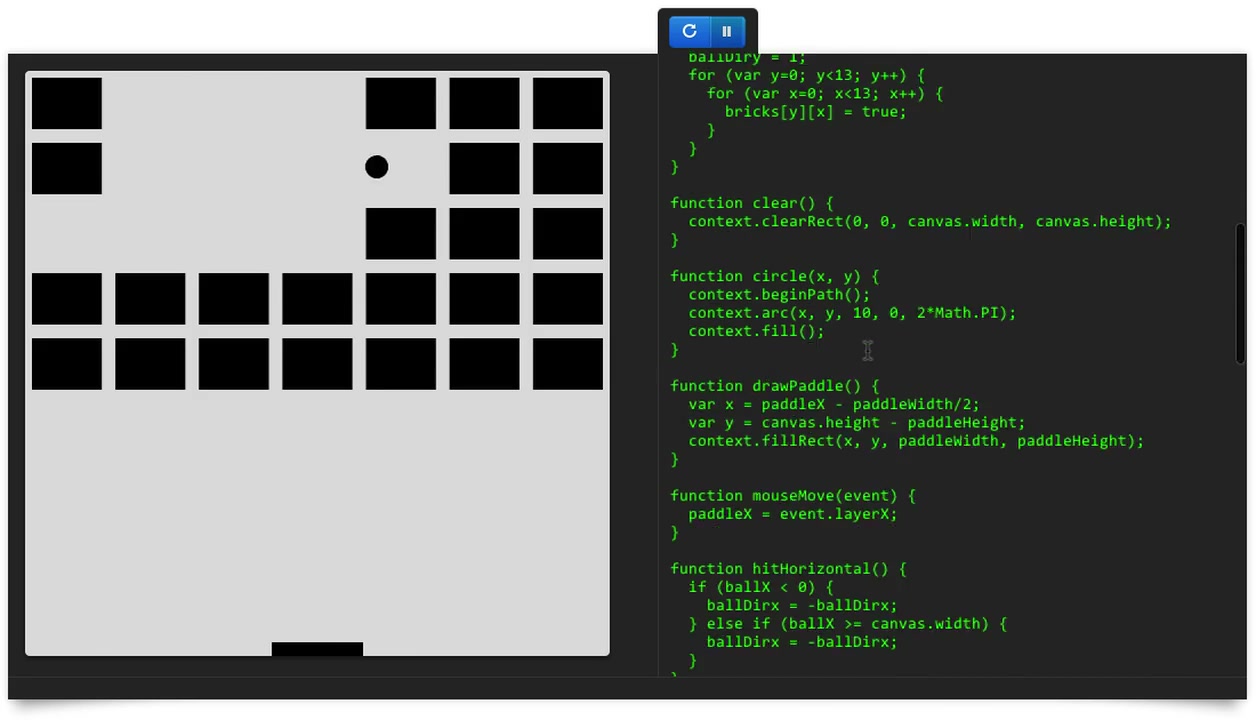 ballDiry = 1;
for (var y=0; y<13; y++) {
for (var x=0; x<13; x++) {
bricks[y][x] = true;
}
}
}
function clear() {
context.clearRect(0, 0, canvas.width, canvas.height);
}
function circle(x, y) {
context.beginPath();
context.arc(x, y, 10, 0, 2*Math.PI);
context.fill();
}
function drawPaddle() {
var x = paddleX - paddleWidth/2;
var y = canvas.height - paddleHeight;
context.fillRect(x, y, paddleWidth, paddleHeight);
}
function mouseMove(event) {
paddleX = event.layerX;
}
function hitHorizontal() {
if (ballX < 0) {
ballDirx = -ballDirx;
} else if (ballX >= canvas.width) {
ballDirx = -ballDirx;
}